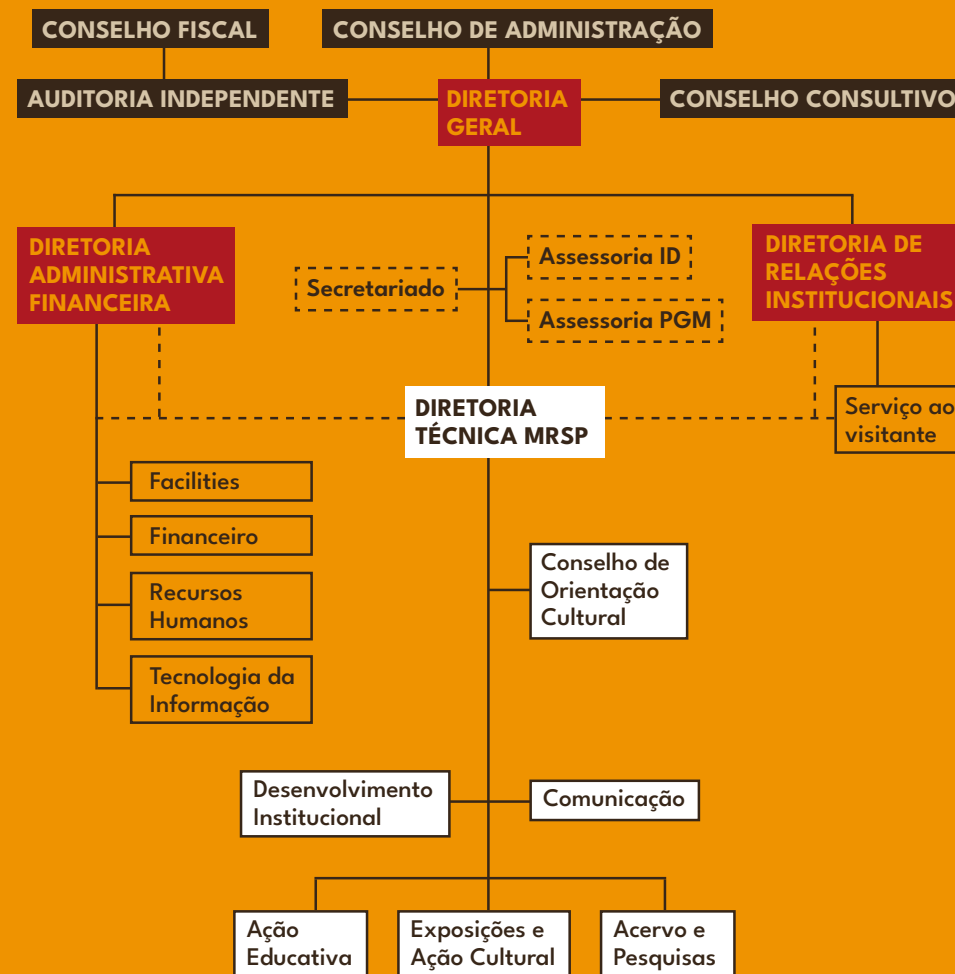 CONSELHO FISCAL
CONSELHO DE ADMINISTRAÇÃO
AUDITORIA INDEPENDENTE
DIRETORIA
GERAL
CONSELHO CONSULTIVO
DIRETORIA
ADMINISTRATIVA
FINANCEIRA
Secretariado
Assessoria ID
Assessoria PGM
DIRETORIA DE
RELAÇÕES
INSTITUCIONAIS
DIRETORIA
TÉCNICA MRSP
Serviço ao
visitante
Facilities
Financeiro
Recursos
Humanos
Tecnologia da
Informação
Conselho de
Orientação
Cultural
Desenvolvimento
Institucional
Comunicação
Ação
Educativa
Exposições e
Ação Cultural
Acervo e
Pesquisas